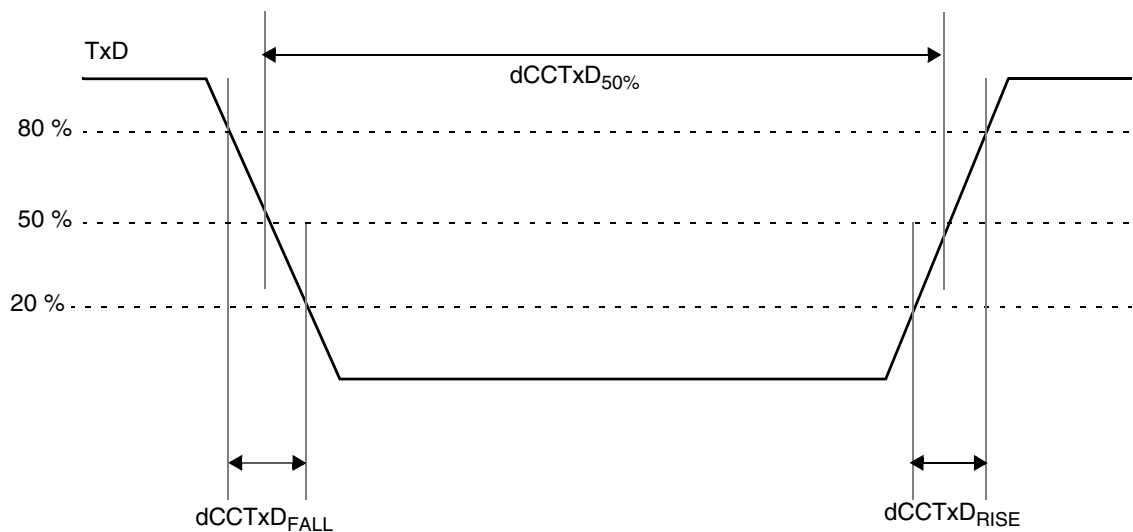 TxD
dCCTxD50%
80 %
50 %
20 %
dCCTxDFALL
dCCTxDRISE